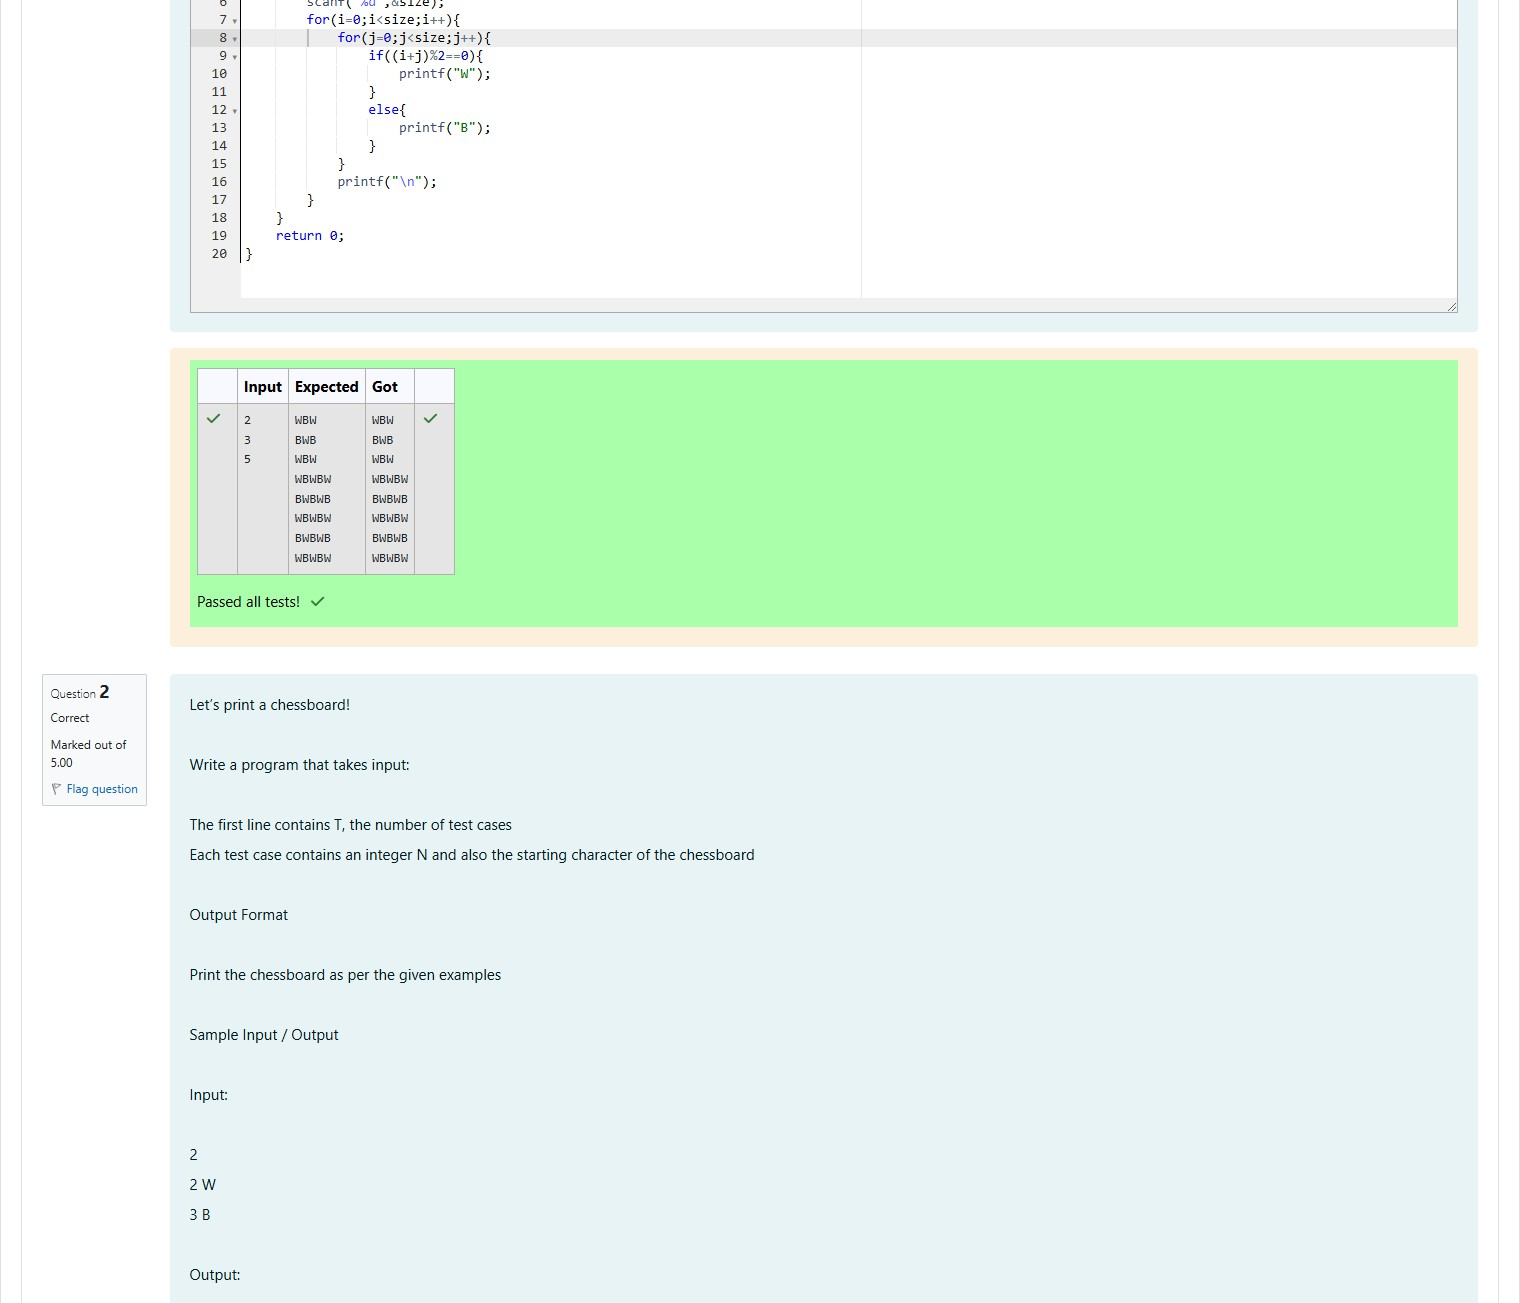 6 scanf("%d",&size);
7 for(i=0;i<size;i++){
8 for(j=0;j<size;j++){
9 if((i+j)%2==0){
10 printf("W");
11 }
12 else{
13 printf("B");
14 }
15 }
16 printf("\n");
17 }
18 }
19 return 0;
20 }
Input Expected Got
2 WBW WBW
3 BWB BWB
5 WBW WBW
WBWBW WBWBW
BWBWB BWBWB
WBWBW WBWBW
BWBWB BWBWB
WBWBW WBWBW
Passed all tests!
Question 2
Correct
Marked out of
5.00
Flag question
Let's print a chessboard!
Write a program that takes input:
The first line contains T, the number of test cases
Each test case contains an integer N and also the starting character of the chessboard
Output Format
Print the chessboard as per the given examples
Sample Input / Output
Input:
2
2 W
3 B
Output: